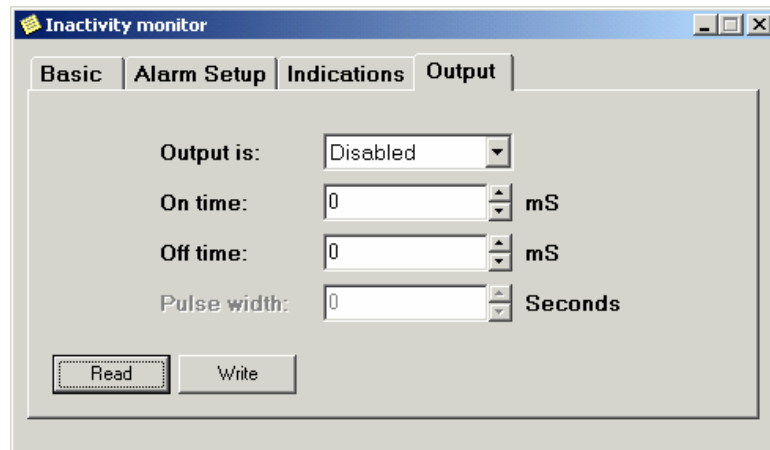 Inactivity monitor
Basic Alarm Setup Indications Output
Output is: Disabled
On time: 0 mS
Off time: 0 mS
Pulse width: 0 Seconds
Read Write